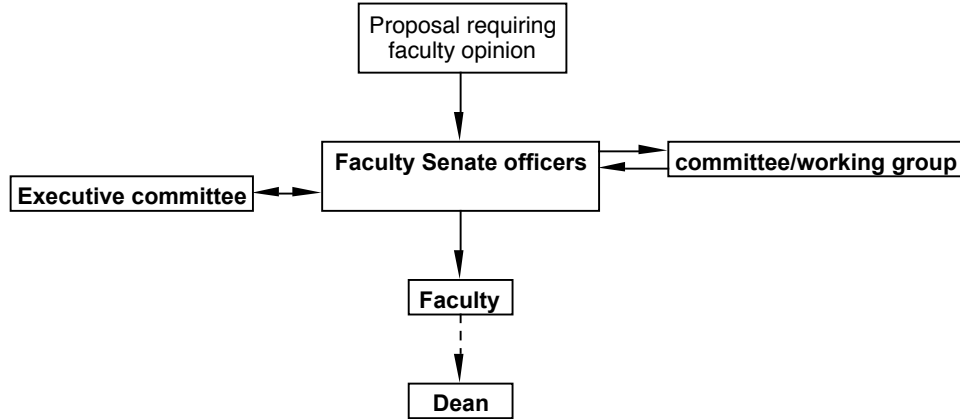 Proposal requiring
faculty opinion
Faculty Senate officers
committee/working group
Executive committee
Faculty
Dean